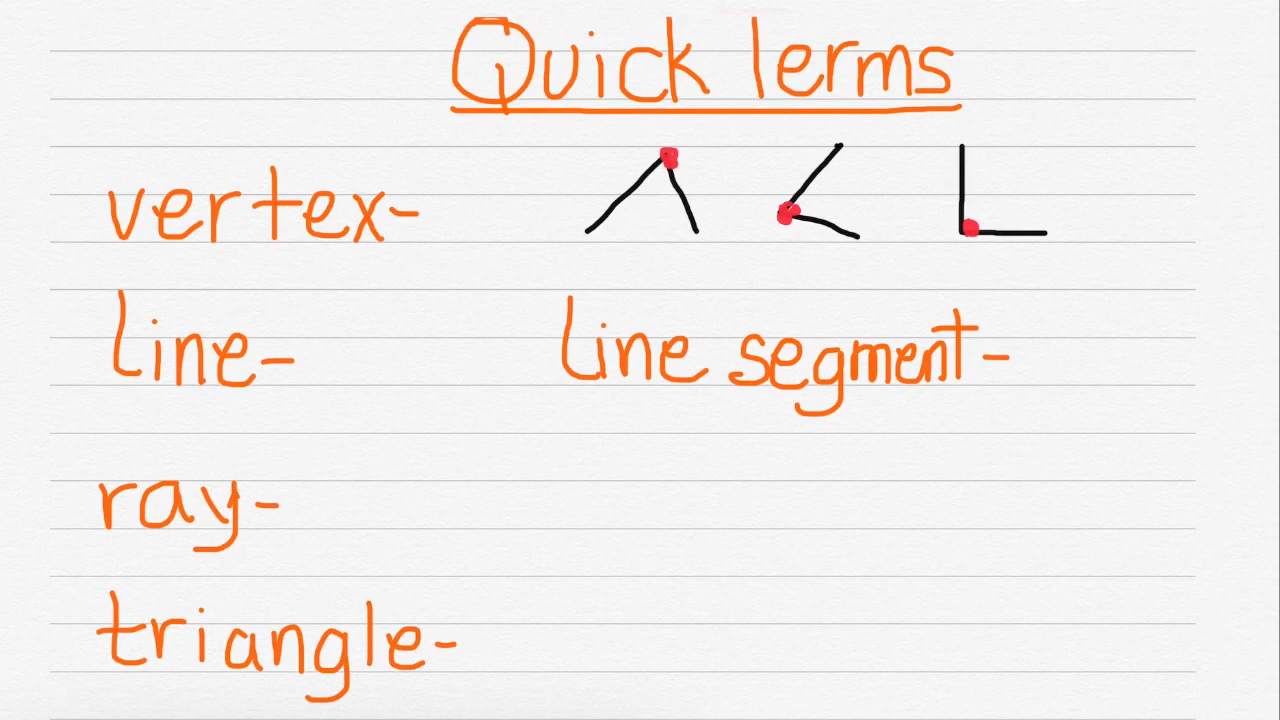 Quick lerms
vertex-
Line- Line segment-
ray-
triangle-